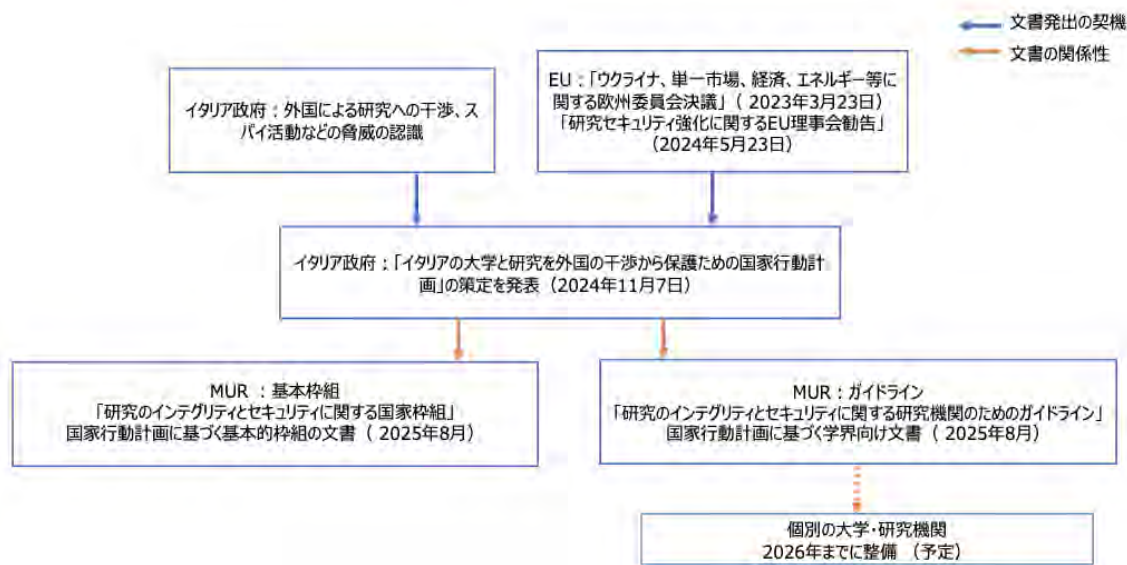 文書発出の契機
文書の関係性
イタリア政府：外国による研究への干渉、ス
パイ活動などの脅威の認識
EU：「ウクライナ、単一市場、経済、エネルギー等に
関する欧州委員会決議」（ 2023年3月23日）
「研究セキュリティ強化に関するEU理事会勧告」
（2024年5月23日）
イタリア政府：「イタリアの大学と研究を外国の干渉から保護ための国家行動計
画」の策定を発表（2024年11月7日）
MUR ：基本枠組
「研究のインテグリティとセキュリティに関する国家枠組」
国家行動計画に基づく基本的枠組の文書（ 2025年8月）
MUR：ガイドライン
「研究のインテグリティとセキュリティに関する研究機関のためのガイドライン」
国家行動計画に基づく学界向け文書（ 2025年8月）
個別の大学・研究機関
2026年までに整備 （予定）